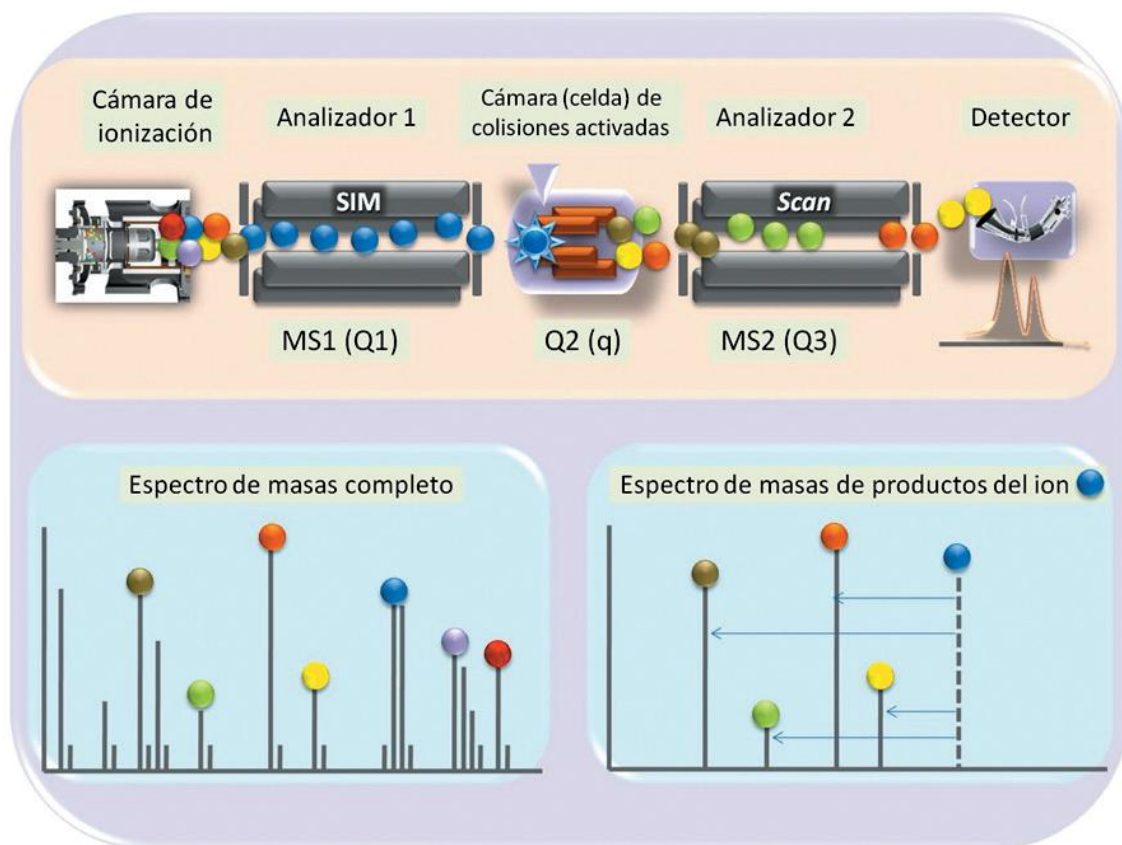 Cámara de
ionización
Analizador 1
Cámara (celda) de
colisiones activadas
Analizador 2
Detector
SIM
Scan
MS1 (Q1)
Q2 (q)
MS2 (Q3)
Espectro de masas completo
Espectro de masas de productos del ion